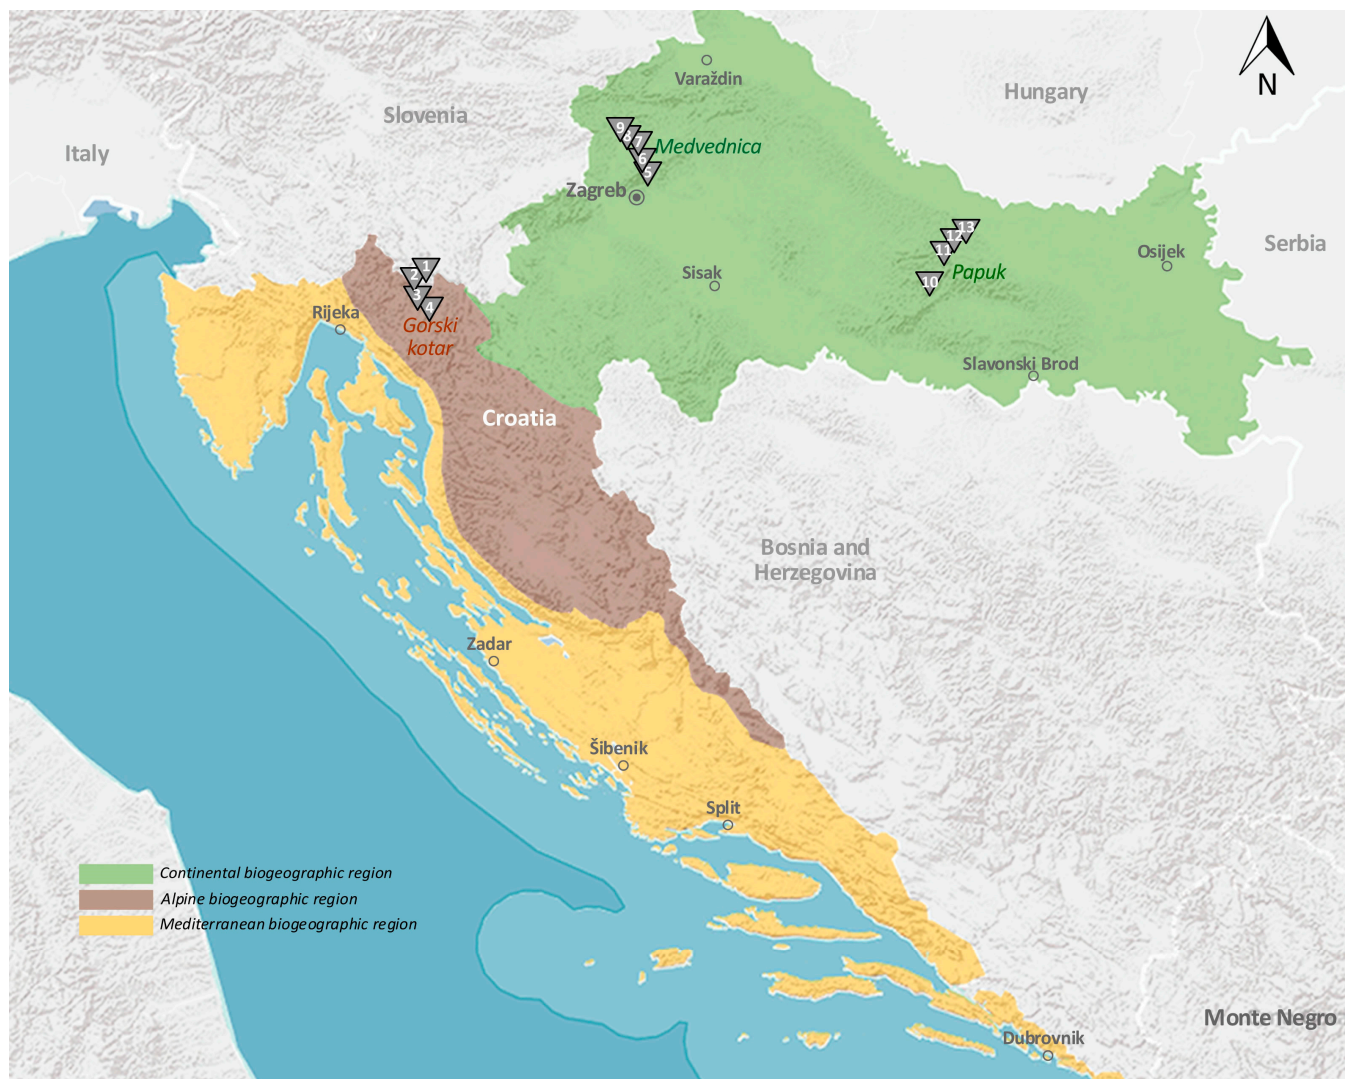 Varaždin
Hungary
N
Slovenia
Italy
9
8
7
6
5
Medvednica
Zagreb
Serbia
13
12
11
10
Papuk
Osijek
Sisak
1
2
3
4
Gorski
kotar
Rijeka
Slavonski Brod
Croatia
Bosnia and
Herzegovina
Zadar
Šibenik
Split
Continental biogeographic region
Alpine biogeographic region
Mediterranean biogeographic region
Monte Negro
Dubrovnik